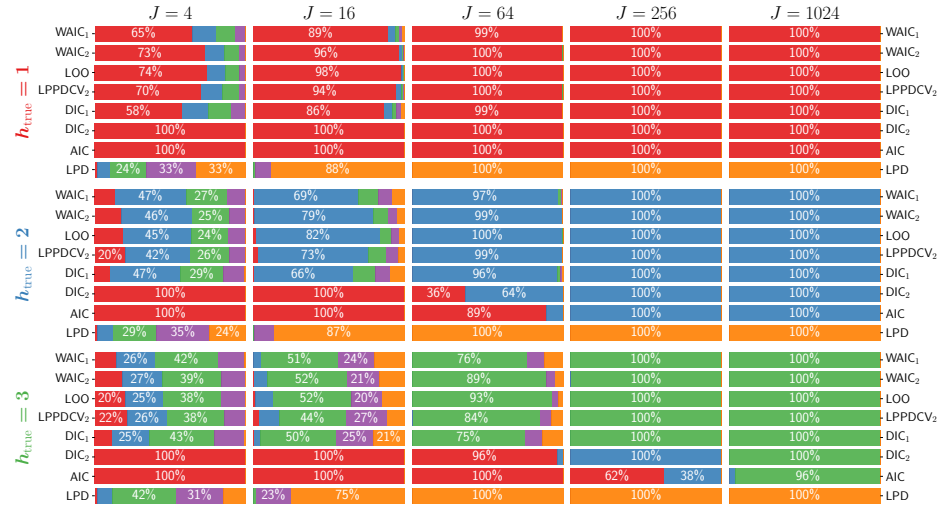 J = 4 J = 16 J = 64 J = 256 J = 1024
h_true = 1
WAIC₁ 65% 89% 99% 100% 100% WAIC₁
WAIC₂ 73% 96% 100% 100% 100% WAIC₂
LOO 74% 98% 100% 100% 100% LOO
LPPDCV₂ 70% 94% 100% 100% 100% LPPDCV₂
DIC₁ 58% 86% 99% 100% 100% DIC₁
DIC₂ 100% 100% 100% 100% 100% DIC₂
AIC 100% 100% 100% 100% 100% AIC
LPD 24% 33% 33% 88% 100% 100% 100% LPD
h_true = 2
WAIC₁ 47% 27% 69% 97% 100% 100% WAIC₁
WAIC₂ 46% 25% 79% 99% 100% 100% WAIC₂
LOO 45% 24% 82% 100% 100% 100% LOO
LPPDCV₂ 20% 42% 26% 73% 99% 100% 100% LPPDCV₂
DIC₁ 47% 29% 66% 96% 100% 100% DIC₁
DIC₂ 100% 100% 36% 64% 100% 100% DIC₂
AIC 100% 100% 89% 100% 100% AIC
LPD 29% 35% 24% 87% 100% 100% 100% LPD
h_true = 3
WAIC₁ 26% 42% 51% 24% 76% 100% 100% WAIC₁
WAIC₂ 27% 39% 52% 21% 89% 100% 100% WAIC₂
LOO 20% 25% 38% 52% 20% 93% 100% 100% LOO
LPPDCV₂ 22% 26% 38% 44% 27% 84% 100% 100% LPPDCV₂
DIC₁ 25% 43% 50% 25% 21% 75% 100% 100% DIC₁
DIC₂ 100% 100% 96% 100% 100% DIC₂
AIC 100% 100% 100% 62% 38% 96% AIC
LPD 42% 31% 23% 75% 100% 100% 100% LPD